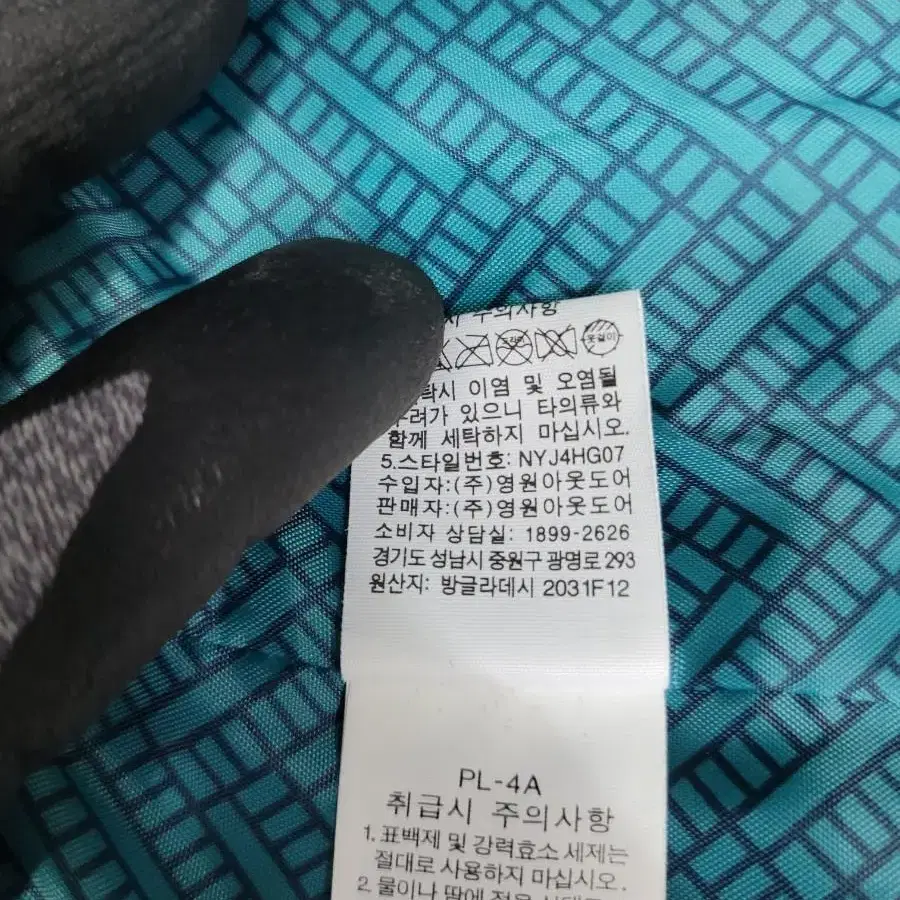 주의사항
옷걸이
탁시 이염 및 오염될
우려가 있으니 타의류와
함께 세탁하지 마십시오.
5.스타일번호: NYJ4HG07
수입자:(주)영원아웃도어
판매자:(주)영원아웃도어
소비자 상담실: 1899-2626
경기도 성남시 중원구 광명로 293
원산지: 방글라데시 2031F12
PL-4A
취급시 주의사항
1. 표백제 및 강력효소 세제는
절대로 사용하지 마십시오.
2. 물이나 땀에 젖은 상태로